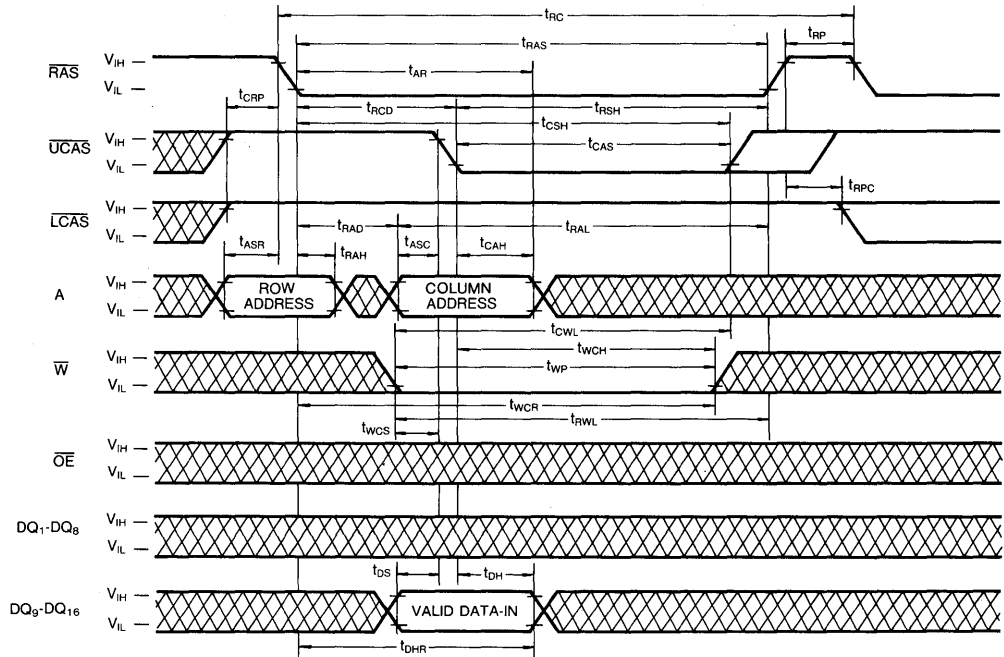 tRC
tRAS
tRP
tAR
RAS
VIH
VIL
tCRP
tRCD
tRSH
tCSH
UCAS
VIH
VIL
tCAS
tRPC
LCAS
VIH
VIL
tRAD
tRAL
tASR
tRAH
tASC
tCAH
A
VIH
VIL
ROW
ADDRESS
COLUMN
ADDRESS
tCWL
tWCH
W
VIH
VIL
tWP
tWCR
tRWL
tWCS
OE
VIH
VIL
DQ1-DQ8
VIH
VIL
tDS
tDH
DQ9-DQ16
VIH
VIL
VALID DATA-IN
tDHR